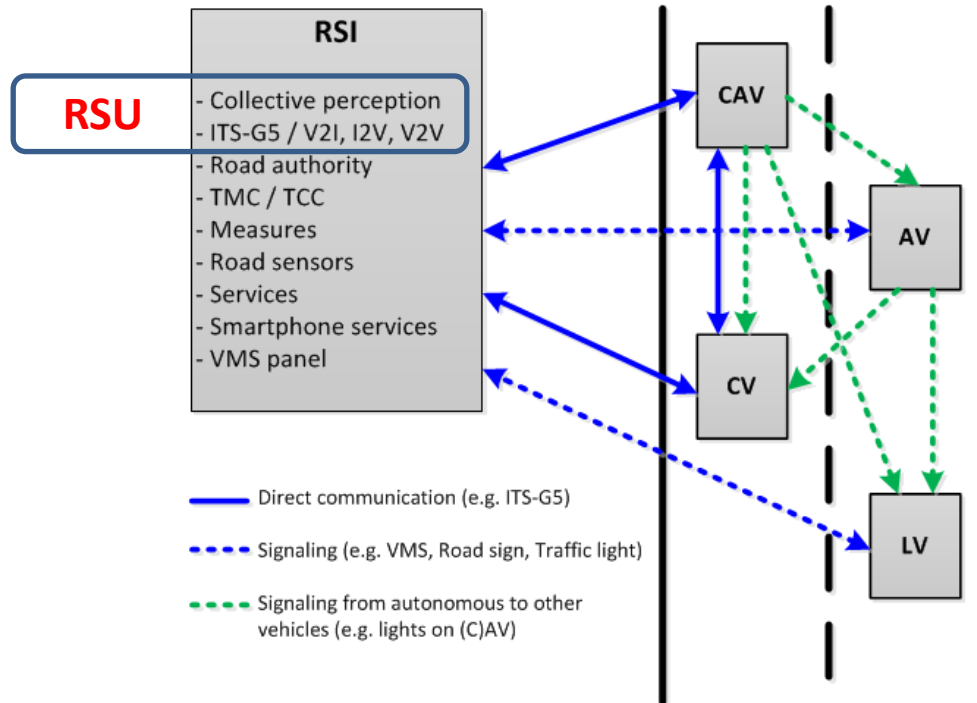 RSI
RSU
- Collective perception
- ITS-G5 / V2I, I2V, V2V
- Road authority
- TMC / TCC
- Measures
- Road sensors
- Services
- Smartphone services
- VMS panel
CAV
AV
CV
LV
Direct communication (e.g. ITS-G5)
Signaling (e.g. VMS, Road sign, Traffic light)
Signaling from autonomous to other
vehicles (e.g. lights on (C)AV)